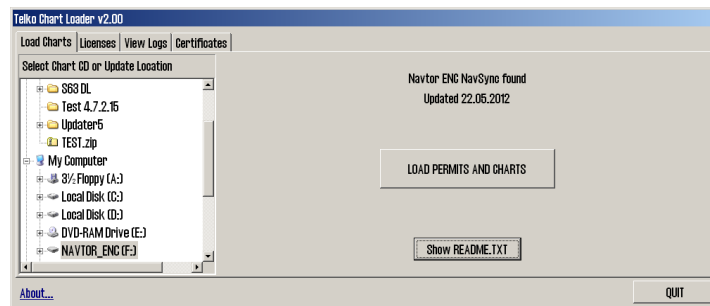 Telko Chart Loader v2.00
Load Charts Licenses View Logs Certificates
Select Chart CD or Update Location
S63 DL
Test 4.7.2.15
Updater5
TEST.zip
My Computer
3½ Floppy (A:)
Local Disk (C:)
Local Disk (D:)
DVD-RAM Drive (E:)
NAVTOR_ENC (F:)
Navtor ENC NavSync found
Updated 22.05.2012
LOAD PERMITS AND CHARTS
Show README.TXT
About...
QUIT